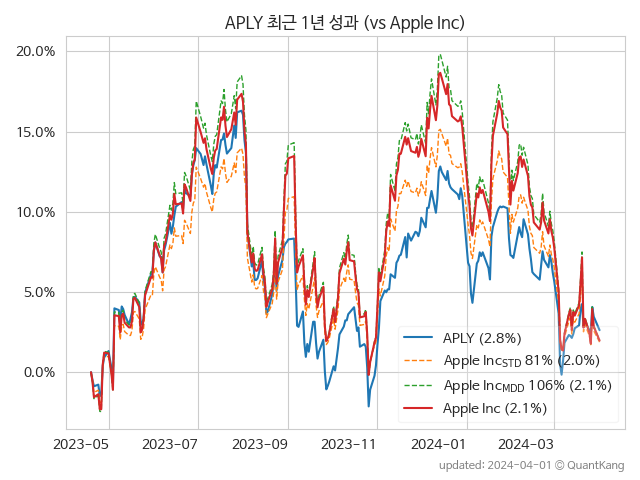 APLY 최근 1년 성과 (vs Apple Inc)
20.0%
15.0%
10.0%
5.0%
0.0%
APLY (2.8%)
Apple IncSTD 81% (2.0%)
Apple IncMDD 106% (2.1%)
Apple Inc (2.1%)
2023-05 2023-07 2023-09 2023-11 2024-01 2024-03
updated: 2024-04-01 © QuantKang